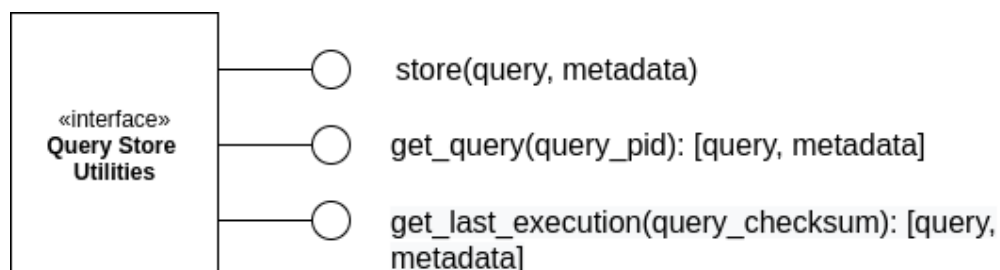 «interface»
Query Store
Utilities
store(query, metadata)
get_query(query_pid): [query, metadata]
get_last_execution(query_checksum): [query,
metadata]